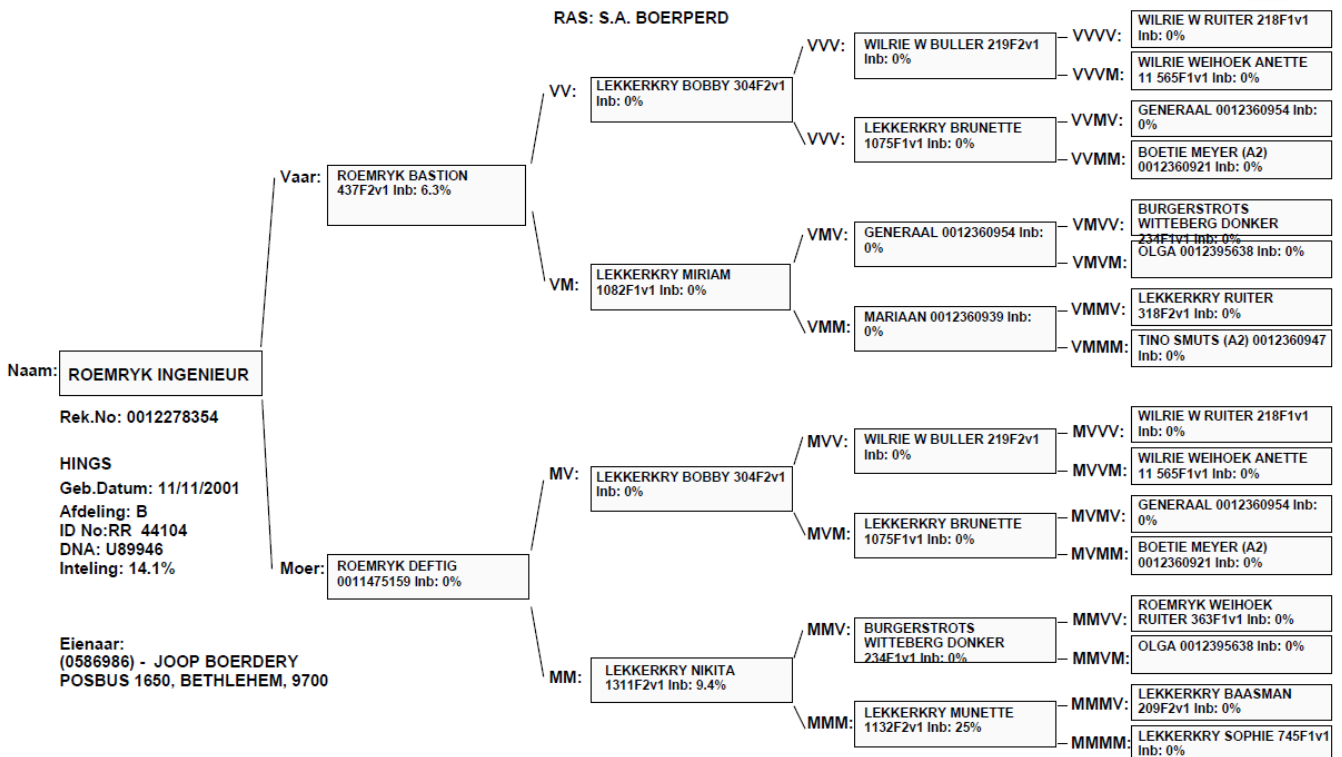 RAS: S.A. BOERPERD
Naam:
ROEMRYK INGENIEUR
Rek.No: 0012278354
HINGS
Geb.Datum: 11/11/2001
Afdeling: B
ID No:RR 44104
DNA: U89946
Inteling: 14.1%
Eienaar:
(0586986) - JOOP BOERDERY
POSBUS 1650, BETHLEHEM, 9700
Vaar:
ROEMRYK BASTION
437F2v1 Inb: 6.3%
Moer:
ROEMRYK DEFTIG
0011475159 Inb: 0%
VV:
LEKKERKRY BOBBY 304F2v1
Inb: 0%
VM:
LEKKERKRY MIRIAM
1082F1v1 Inb: 0%
MV:
LEKKERKRY BOBBY 304F2v1
Inb: 0%
MM:
LEKKERKRY NIKITA
1311F2v1 Inb: 9.4%
VVV:
WILRIE W BULLER 219F2v1
Inb: 0%
VVV:
LEKKERKRY BRUNETTE
1075F1v1 Inb: 0%
VMV:
GENERAAL 0012360954 Inb:
0%
VMM:
MARIAAN 0012360939 Inb:
0%
MVV:
WILRIE W BULLER 219F2v1
Inb: 0%
MVM:
LEKKERKRY BRUNETTE
1075F1v1 Inb: 0%
MMV:
BURGERSTROTS
WITTEBERG DONKER
234F1v1 Inb: 0%
MMM:
LEKKERKRY MUNETTE
1132F2v1 Inb: 25%
VVVV:
WILRIE W RUITER 218F1v1
Inb: 0%
VVVM:
WILRIE WEIHOEK ANETTE
11 565F1v1 Inb: 0%
VVMV:
GENERAAL 0012360954 Inb:
0%
VVMM:
BOETIE MEYER (A2)
0012360921 Inb: 0%
VMVV:
BURGERSTROTS
WITTEBERG DONKER
234F1v1 Inb: 0%
VMVM:
OLGA 0012395638 Inb: 0%
VMMV:
LEKKERKRY RUITER
318F2v1 Inb: 0%
VMMM:
TINO SMUTS (A2) 0012360947
Inb: 0%
MVVV:
WILRIE W RUITER 218F1v1
Inb: 0%
MVVM:
WILRIE WEIHOEK ANETTE
11 565F1v1 Inb: 0%
MVMV:
GENERAAL 0012360954 Inb:
0%
MVMM:
BOETIE MEYER (A2)
0012360921 Inb: 0%
MMVV:
ROEMRYK WEIHOEK
RUITER 363F1v1 Inb: 0%
MMVM:
OLGA 0012395638 Inb: 0%
MMMV:
LEKKERKRY BAASMAN
209F2v1 Inb: 0%
MMMM:
LEKKERKRY SOPHIE 745F1v1
Inb: 0%